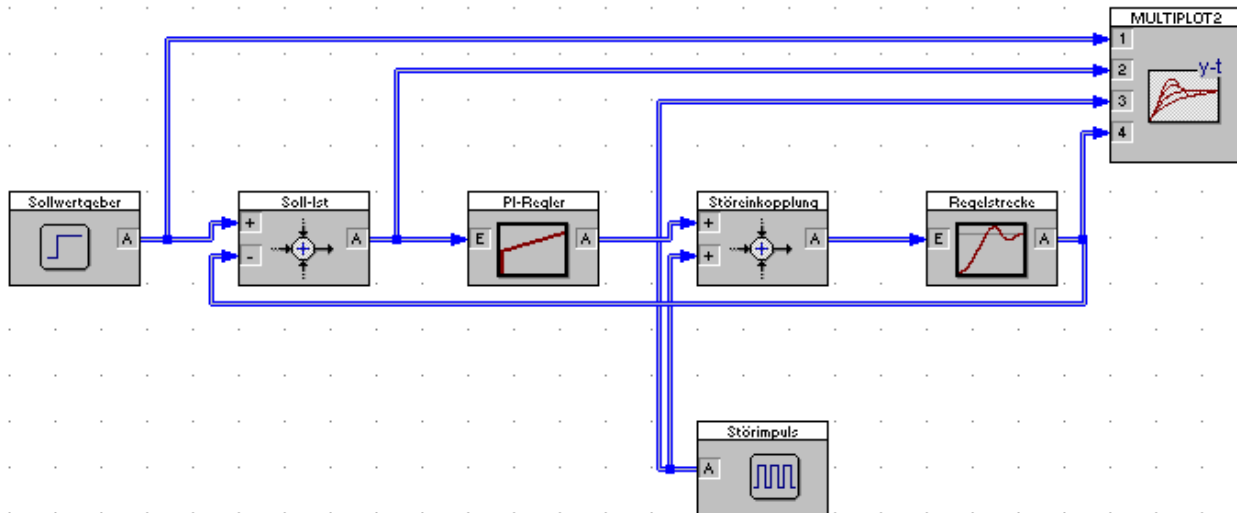 MULTIPLOT2
1
2
y-t
3
4
Sollwertgeber
Soll-Ist
PI-Regler
Störeinkopplung
Regelstrecke
A
+
-
A
E
A
+
+
A
E
A
Störimpuls
A